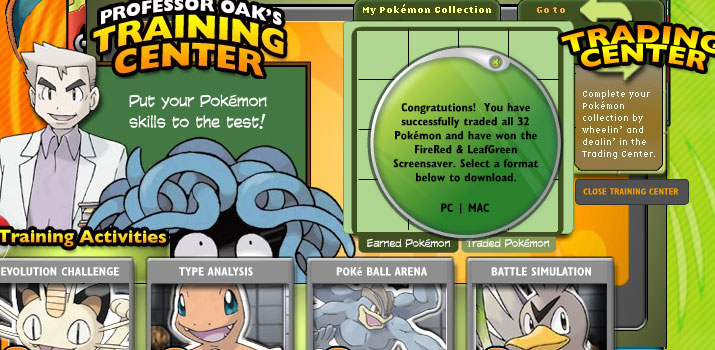 PROFESSOR OAK'S
TRAINING
CENTER
Put your Pokémon
skills to the test!
My Pokémon Collection
Go to
TRADING
CENTER
Congratutions! You have
successfully traded all 32
Pokémon and have won the
FireRed & LeafGreen
Screensaver. Select a format
below to download.
PC | MAC
Complete your
Pokémon
collection by
wheelin' and
dealin' in the
Trading Center.
CLOSE TRAINING CENTER
Earned Pokémon
Traded Pokémon
Training Activities
EVOLUTION CHALLENGE
TYPE ANALYSIS
POKé BALL ARENA
BATTLE SIMULATION